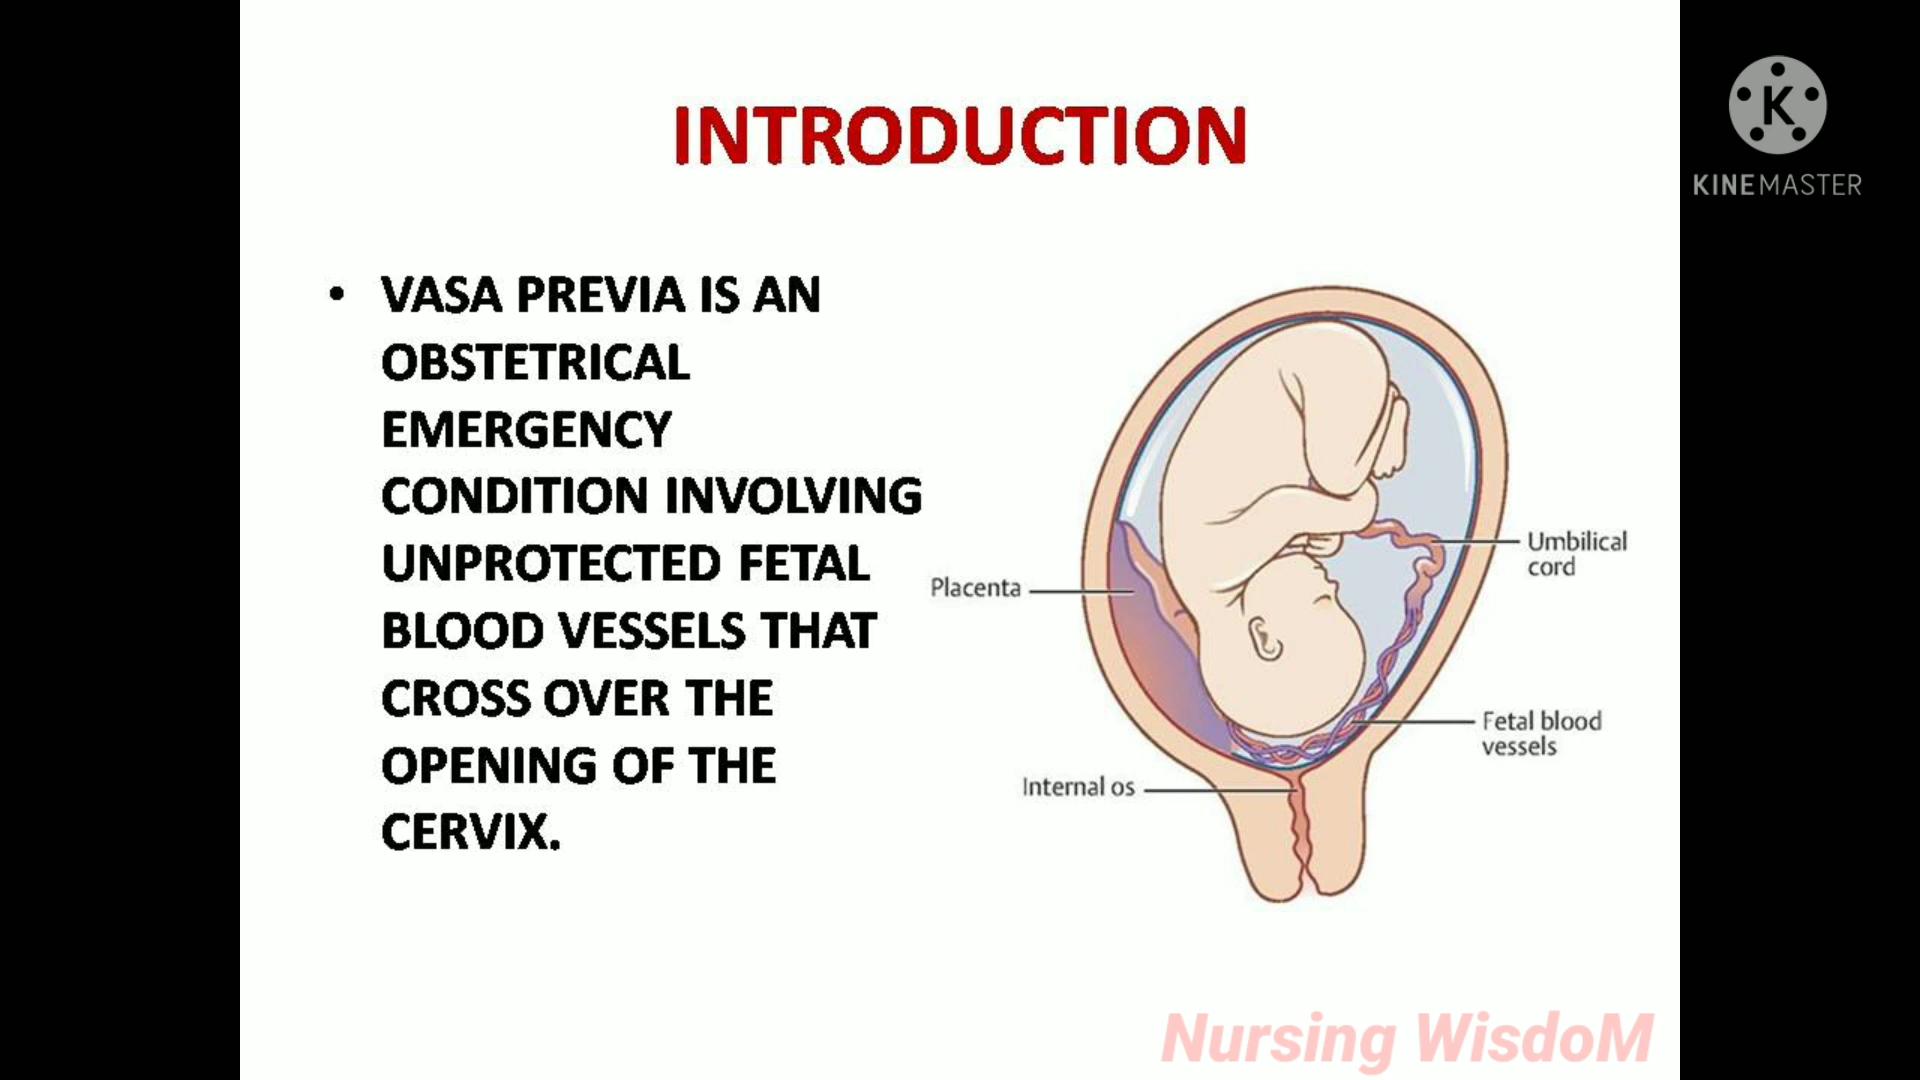 INTRODUCTION
K
KINEMASTER
• VASA PREVIA IS AN
OBSTETRICAL
EMERGENCY
CONDITION INVOLVING
UNPROTECTED FETAL
BLOOD VESSELS THAT
CROSS OVER THE
OPENING OF THE
CERVIX.
Umbilical
cord
Placenta
Fetal blood
vessels
Internal os
Nursing WisdoM